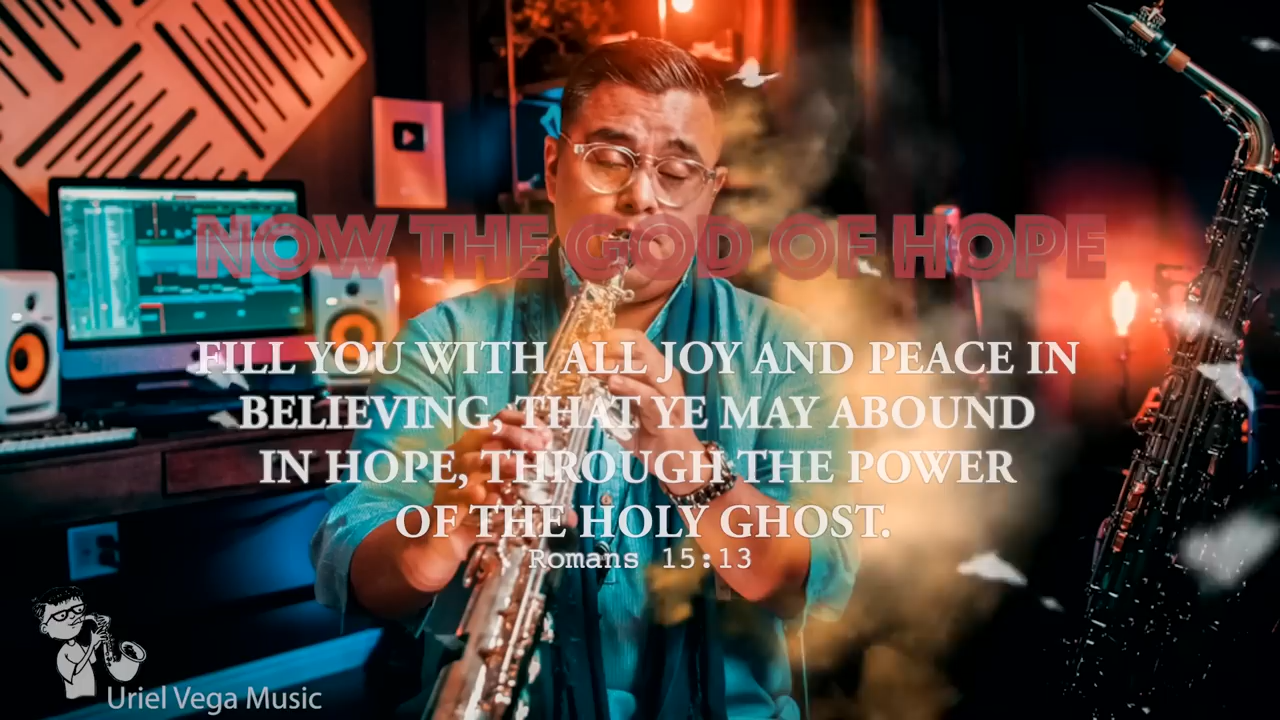 NOW THE GOD OF HOPE
FILL YOU WITH ALL JOY AND PEACE IN
BELIEVING, THAT YE MAY ABOUND
IN HOPE, THROUGH THE POWER
OF THE HOLY GHOST.
Romans 15:13
Uriel Vega Music